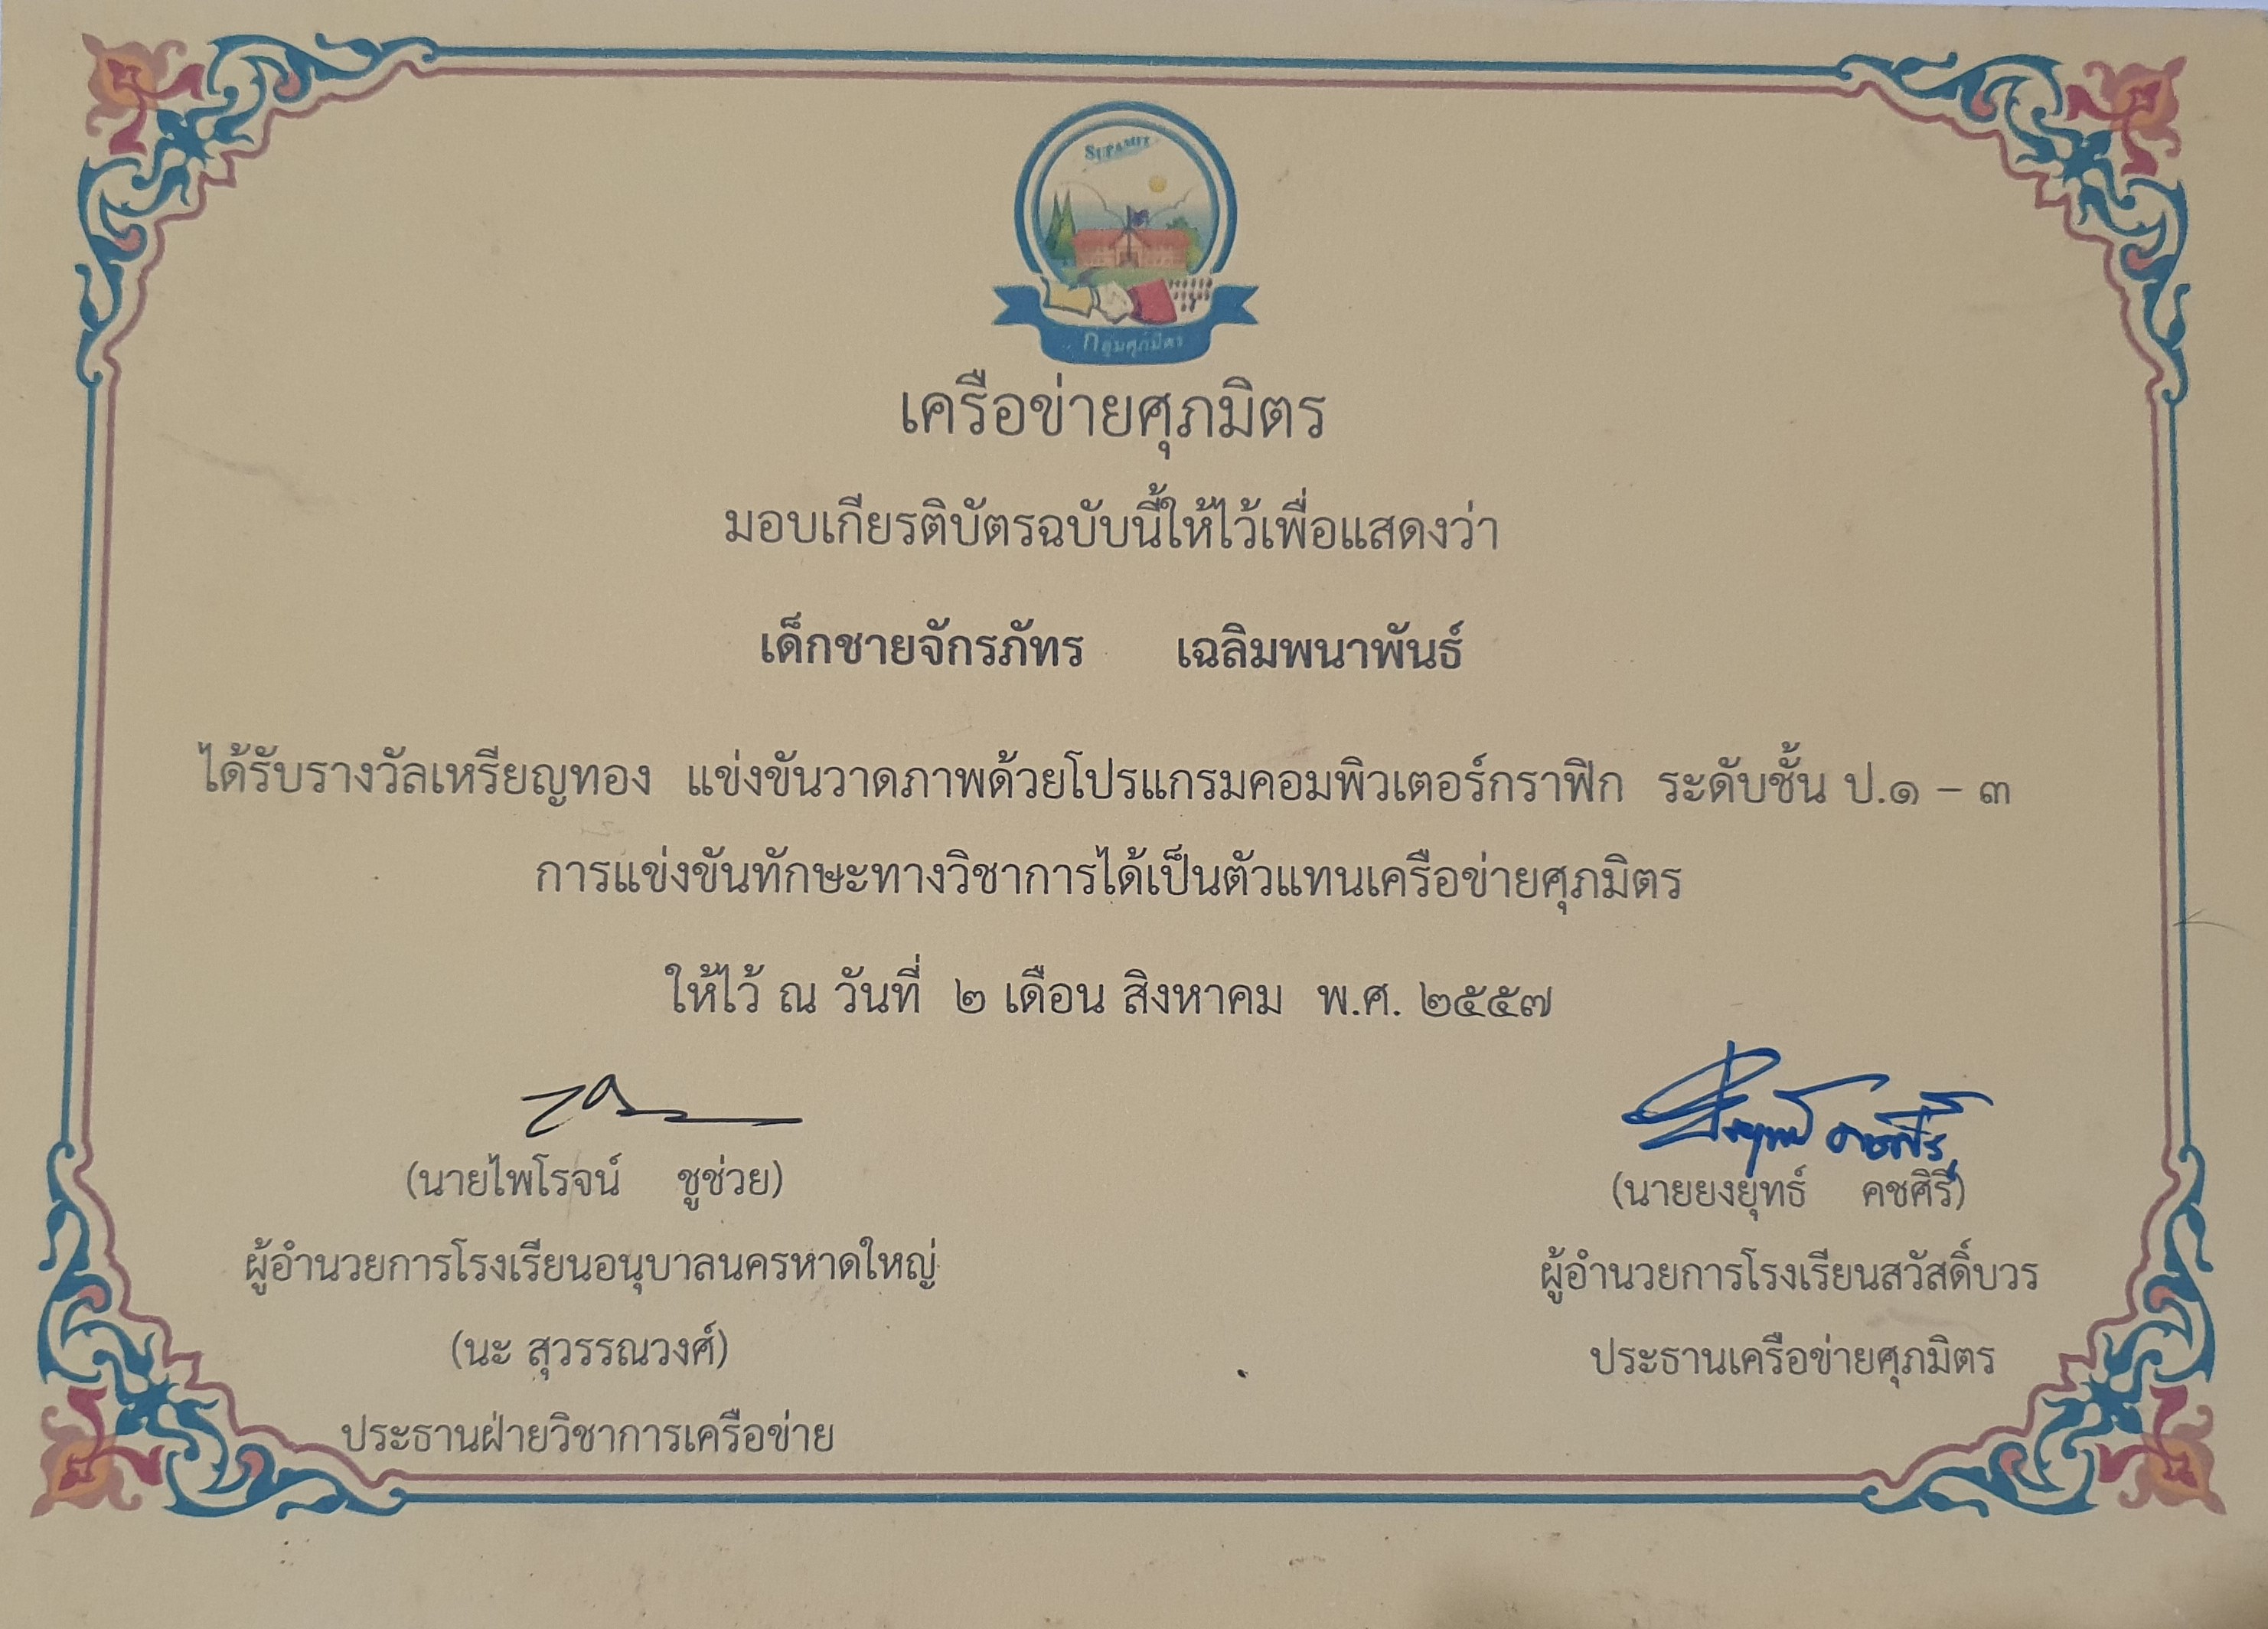 SUPAMIT
กลุ่มศุภมิตร
เครือข่ายศุภมิตร
มอบเกียรติบัตรฉบับนี้ให้ไว้เพื่อแสดงว่า
เด็กชายจักรภัทร เฉลิมพนาพันธ์
ได้รับรางวัลเหรียญทอง แข่งขันวาดภาพด้วยโปรแกรมคอมพิวเตอร์กราฟิก ระดับชั้น ป.๑ – ๓
การแข่งขันทักษะทางวิชาการได้เป็นตัวแทนเครือข่ายศุภมิตร
ให้ไว้ ณ วันที่ ๒ เดือน สิงหาคม พ.ศ. ๒๕๕๗
(นายไพโรจน์ ชูช่วย)
ผู้อำนวยการโรงเรียนอนุบาลนครหาดใหญ่
(นะ สุวรรณวงศ์)
ประธานฝ่ายวิชาการเครือข่าย
(นายยงยุทธ์ คชศิริ)
ผู้อำนวยการโรงเรียนสวัสดิ์บวร
ประธานเครือข่ายศุภมิตร